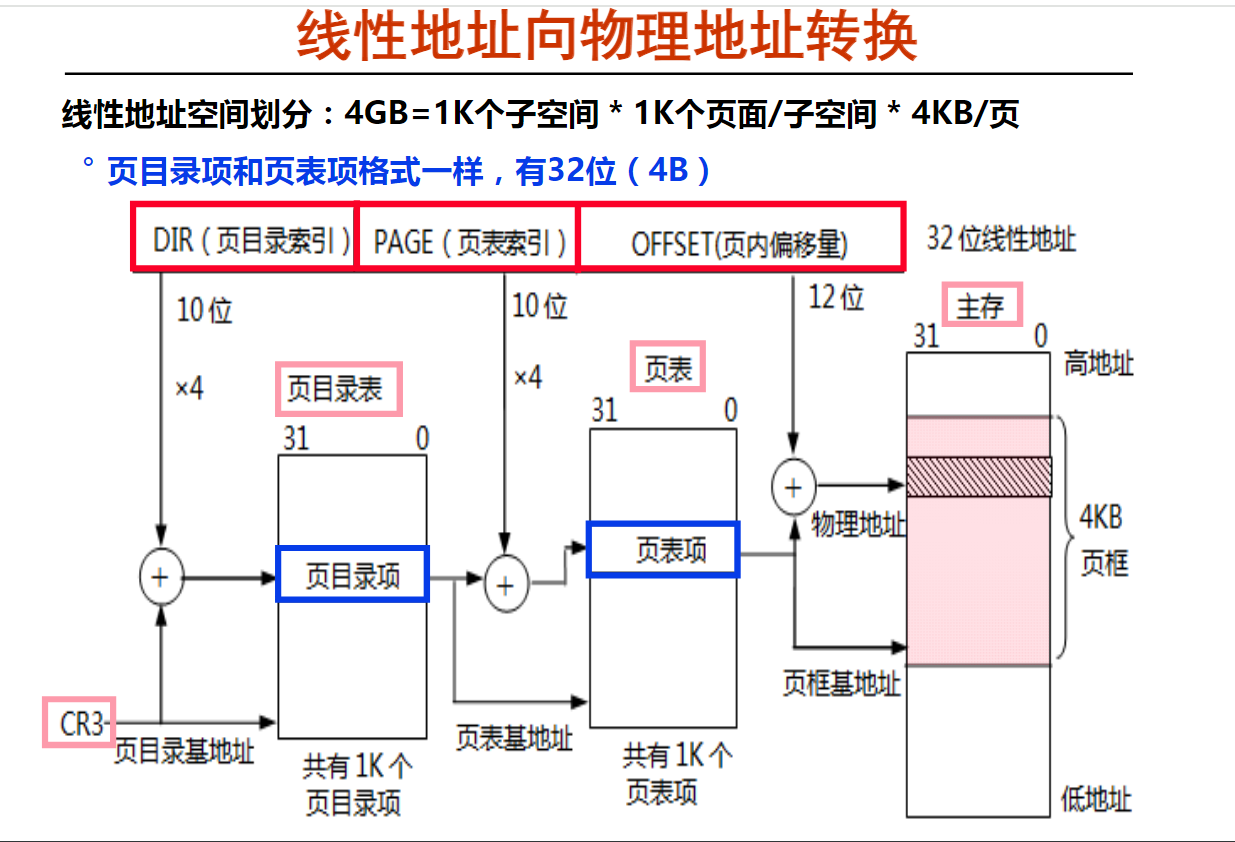 线性地址向物理地址转换
线性地址空间划分：4GB=1K个子空间 * 1K个页面/子空间 * 4KB/页
° 页目录项和页表项格式一样，有32位（4B）
DIR（页目录索引） PAGE（页表索引） OFFSET(页内偏移量) 32位线性地址
10位
10位
12位
主存
31 0
高地址
×4
×4
页目录表
页表
31 0
31 0
+
物理地址
4KB
页框
页表项
+
页目录项
+
页框基地址
CR3
页目录基地址
页表基地址
共有1K个
页目录项
共有1K个
页表项
低地址